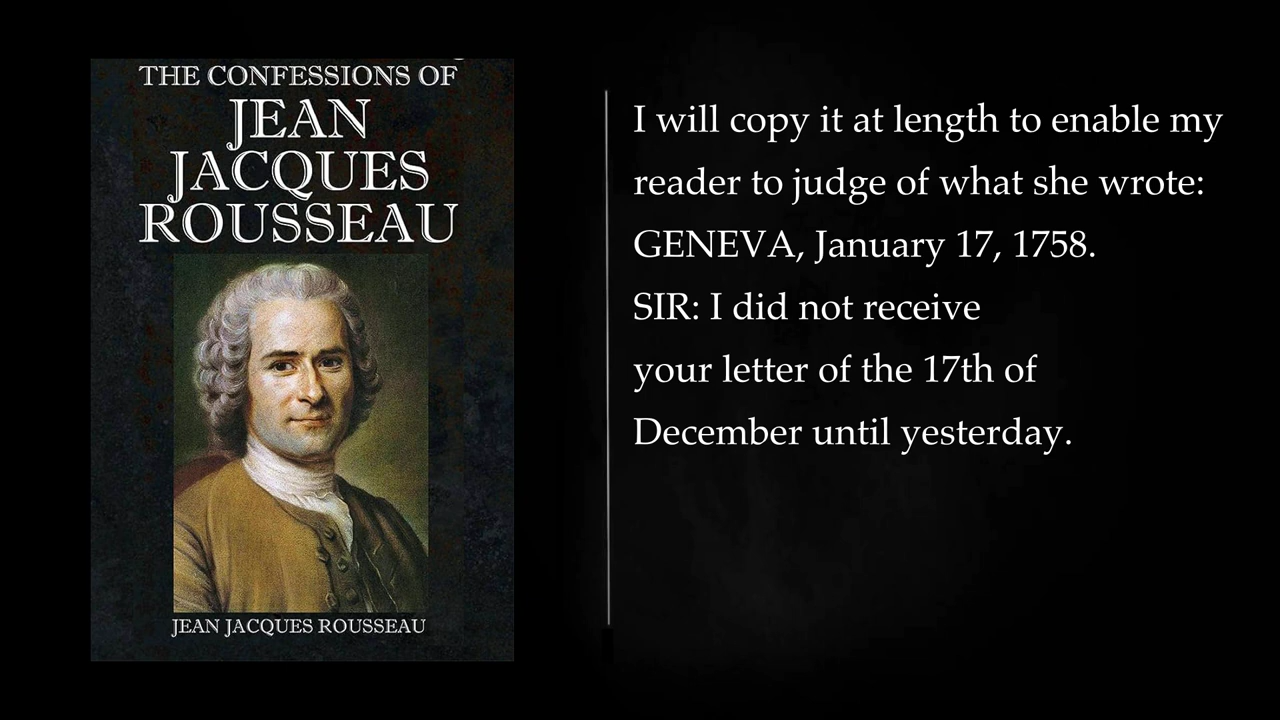 THE CONFESSIONS OF
JEAN
JACQUES
ROUSSEAU
JEAN JACQUES ROUSSEAU
I will copy it at length to enable my
reader to judge of what she wrote:
GENEVA, January 17, 1758.
SIR: I did not receive
your letter of the 17th of
December until yesterday.